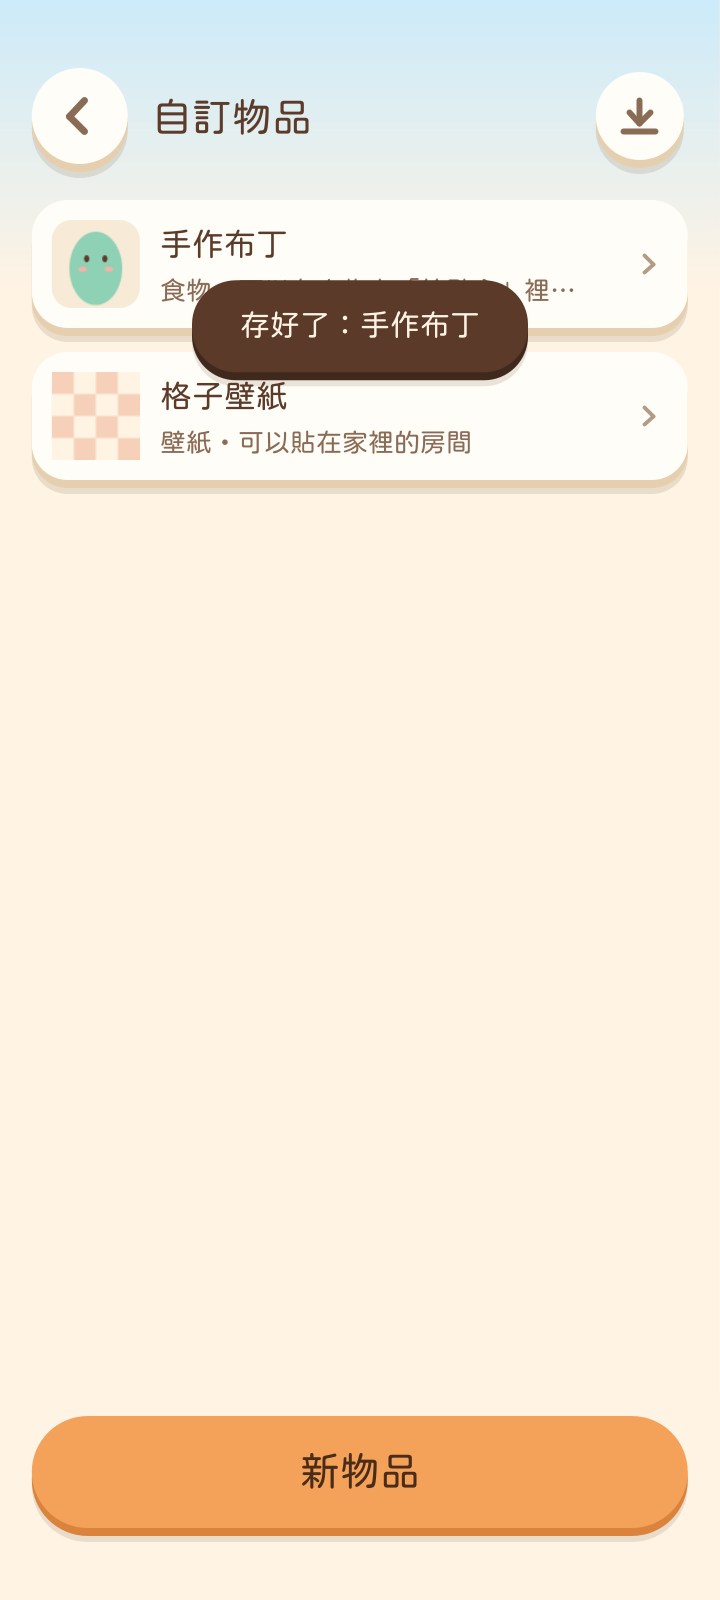 自訂物品
手作布丁
食物
裡…
存好了：手作布丁
格子壁紙
壁紙・可以貼在家裡的房間
新物品